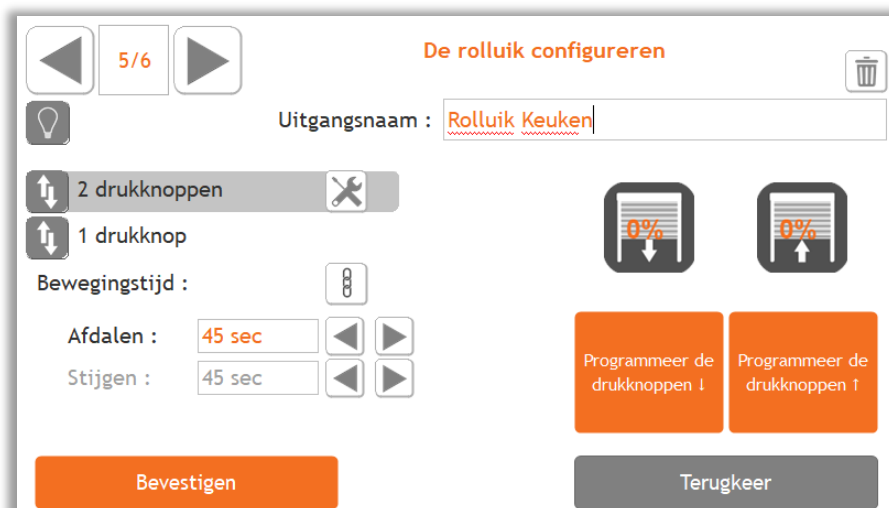 5/6
De rolluik configureren
Uitgangsnaam : Rolluik Keuken
2 drukknoppen
1 drukknop
0% 0%
Bewegingstijd :
Afdalen : 45 sec
Stijgen : 45 sec
Programmeer de
drukknoppen ↓
Programmeer de
drukknoppen ↑
Bevestigen
Terugkeer